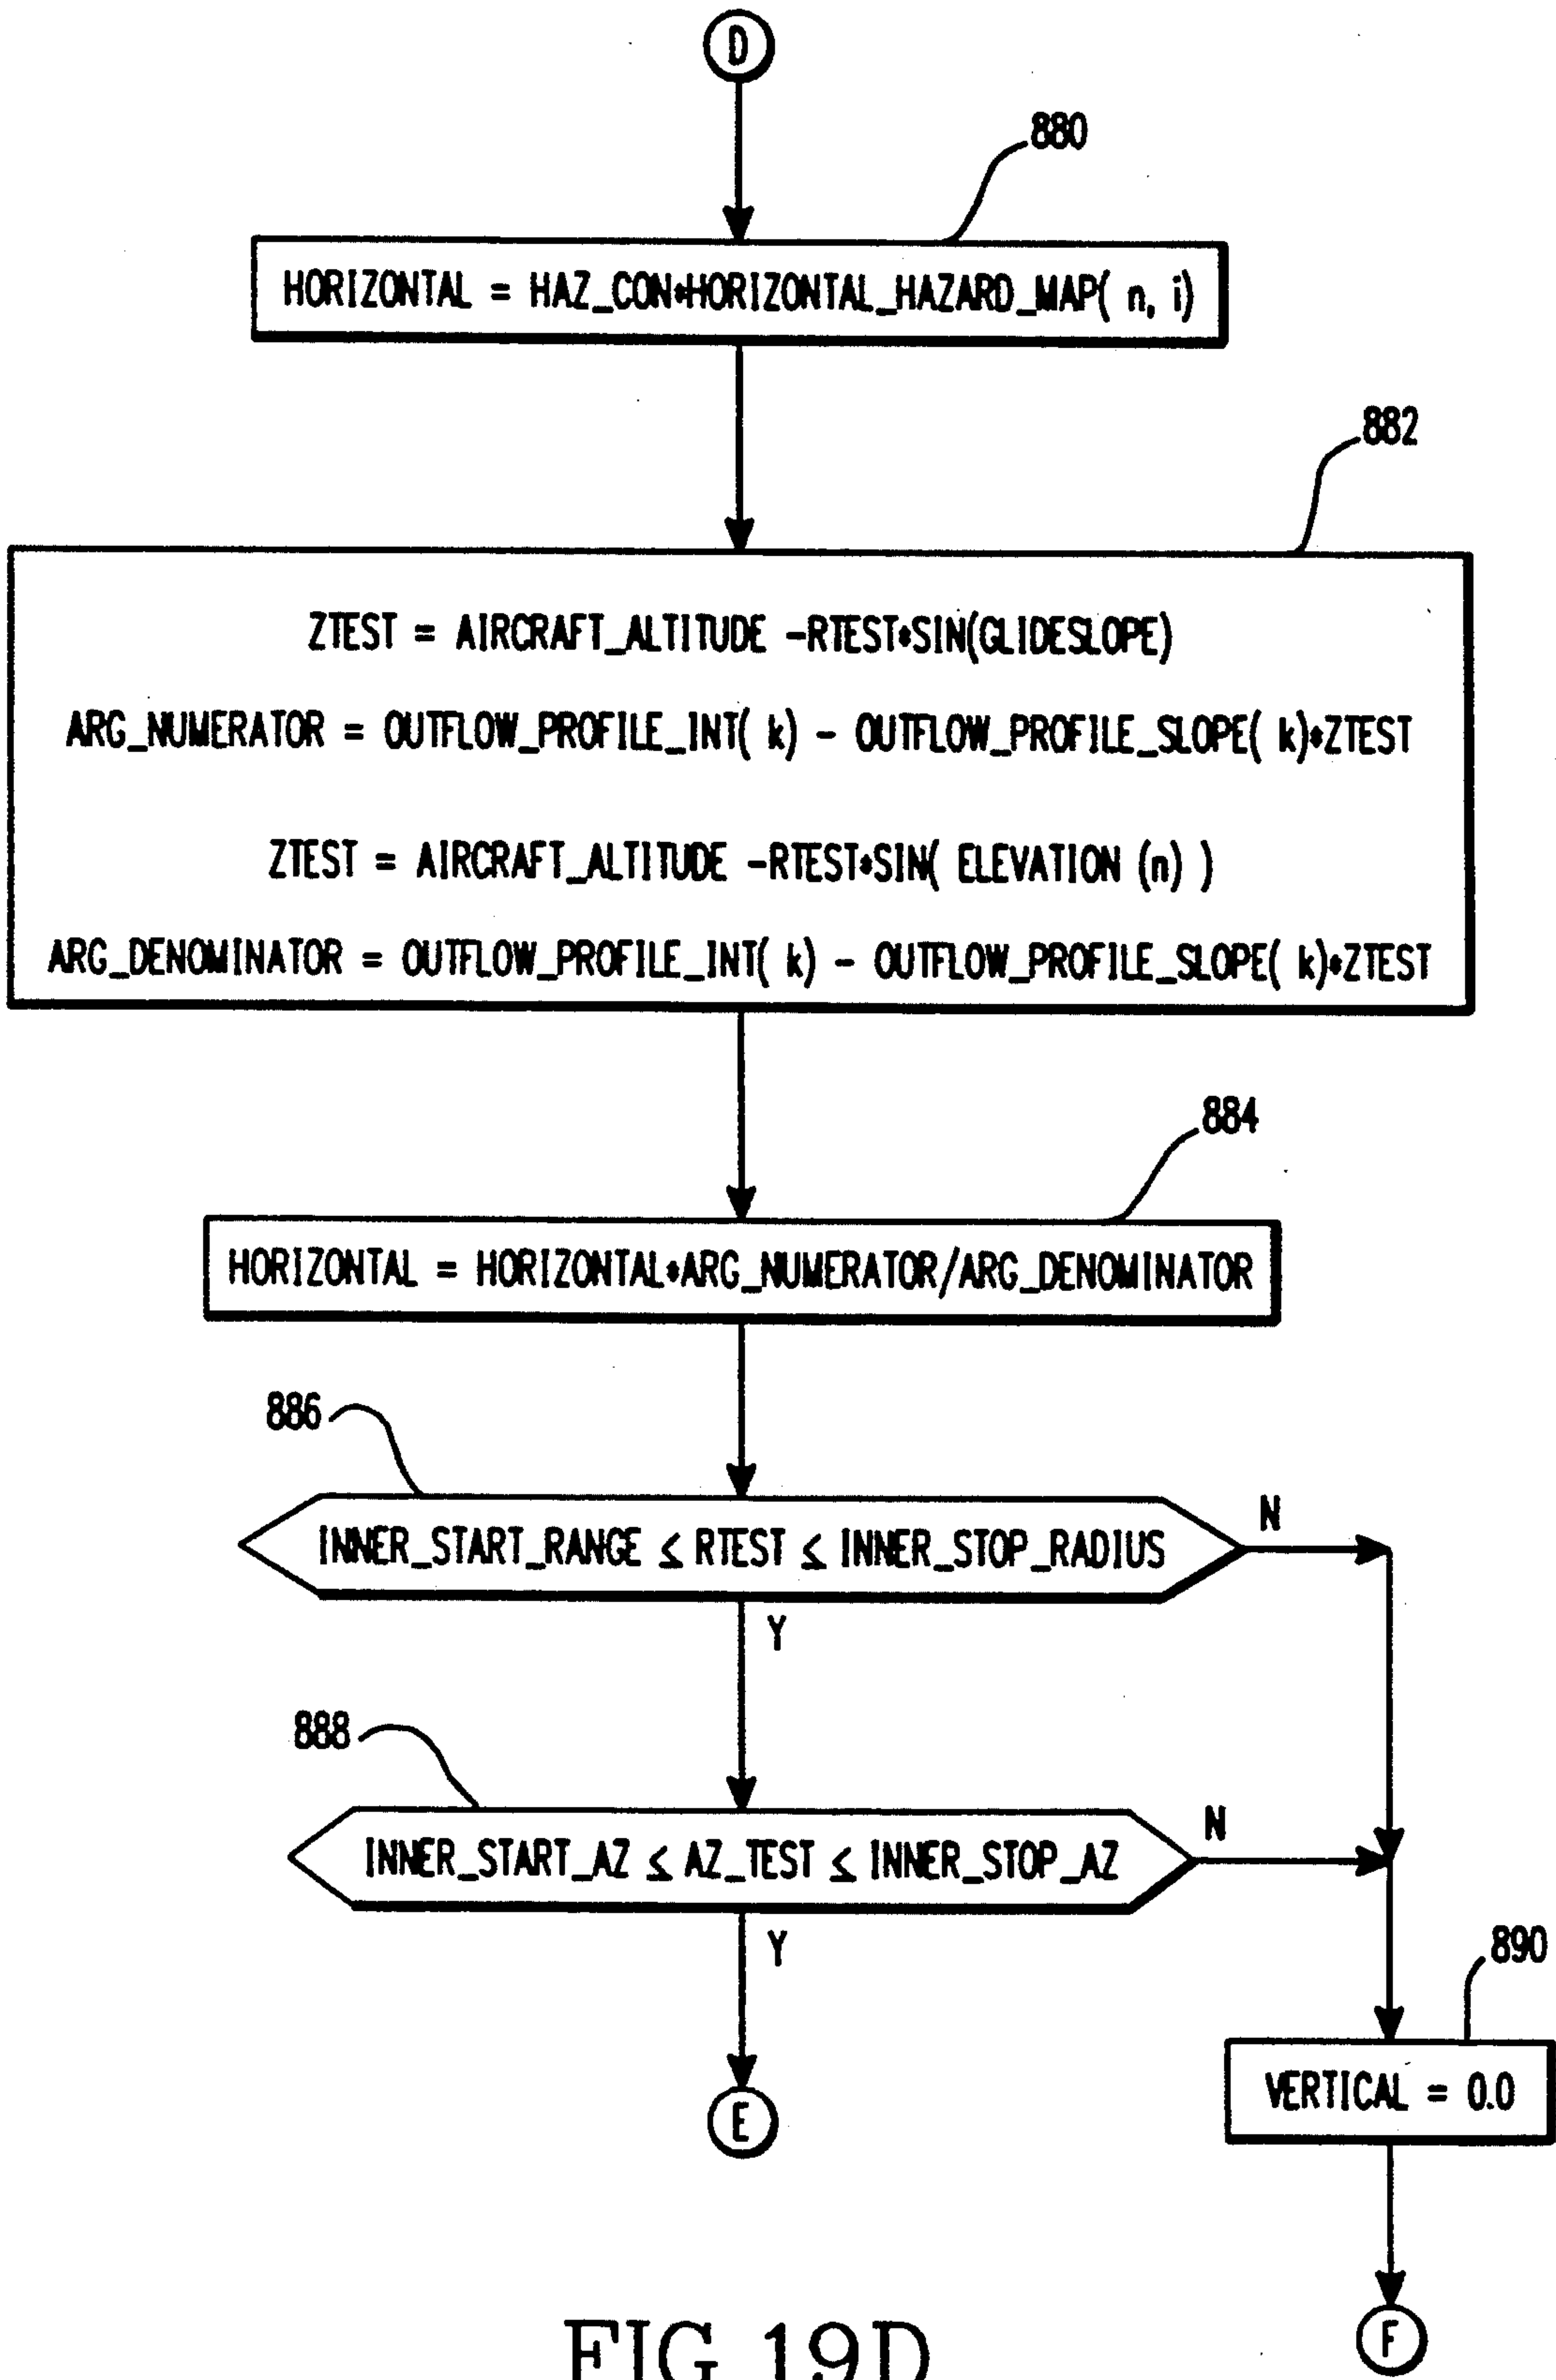 D
880
HORIZONTAL = HAZ_CON*HORIZONTAL_HAZARD_MAP( n, i)
882
ZTEST = AIRCRAFT_ALTITUDE -RTEST*SIN(GLIDESLOPE)
ARG_NUMERATOR = OUTFLOW_PROFILE_INT( k) - OUTFLOW_PROFILE_SLOPE( k)*ZTEST
ZTEST = AIRCRAFT_ALTITUDE -RTEST*SIN( ELEVATION (n) )
ARG_DENOMINATOR = OUTFLOW_PROFILE_INT( k) - OUTFLOW_PROFILE_SLOPE( k)*ZTEST
884
HORIZONTAL = HORIZONTAL*ARG_NUMERATOR/ARG_DENOMINATOR
886
INNER_START_RANGE ≤ RTEST ≤ INNER_STOP_RADIUS
N
Y
888
INNER_START_AZ ≤ AZ_TEST ≤ INNER_STOP_AZ
N
Y
890
VERTICAL = 0.0
E
F
FIG. 19D